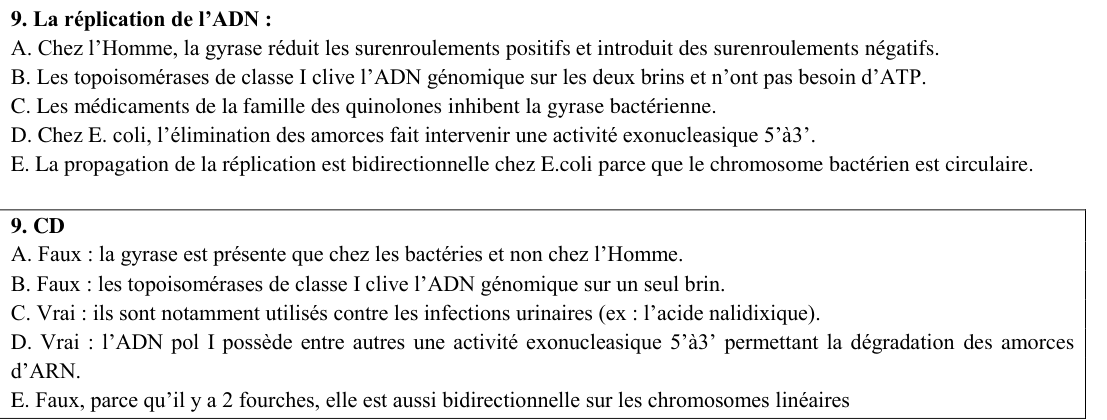 9. La réplication de l’ADN :
A. Chez l’Homme, la gyrase réduit les surenroulements positifs et introduit des surenroulements négatifs.
B. Les topoisomérases de classe I clive l’ADN génomique sur les deux brins et n’ont pas besoin d’ATP.
C. Les médicaments de la famille des quinolones inhibent la gyrase bactérienne.
D. Chez E. coli, l’élimination des amorces fait intervenir une activité exonucleasique 5’à3’.
E. La propagation de la réplication est bidirectionnelle chez E.coli parce que le chromosome bactérien est circulaire.
9. CD
A. Faux : la gyrase est présente que chez les bactéries et non chez l’Homme.
B. Faux : les topoisomérases de classe I clive l’ADN génomique sur un seul brin.
C. Vrai : ils sont notamment utilisés contre les infections urinaires (ex : l’acide nalidixique).
D. Vrai : l’ADN pol I possède entre autres une activité exonucleasique 5’à3’ permettant la dégradation des amorces
d’ARN.
E. Faux, parce qu’il y a 2 fourches, elle est aussi bidirectionnelle sur les chromosomes linéaires